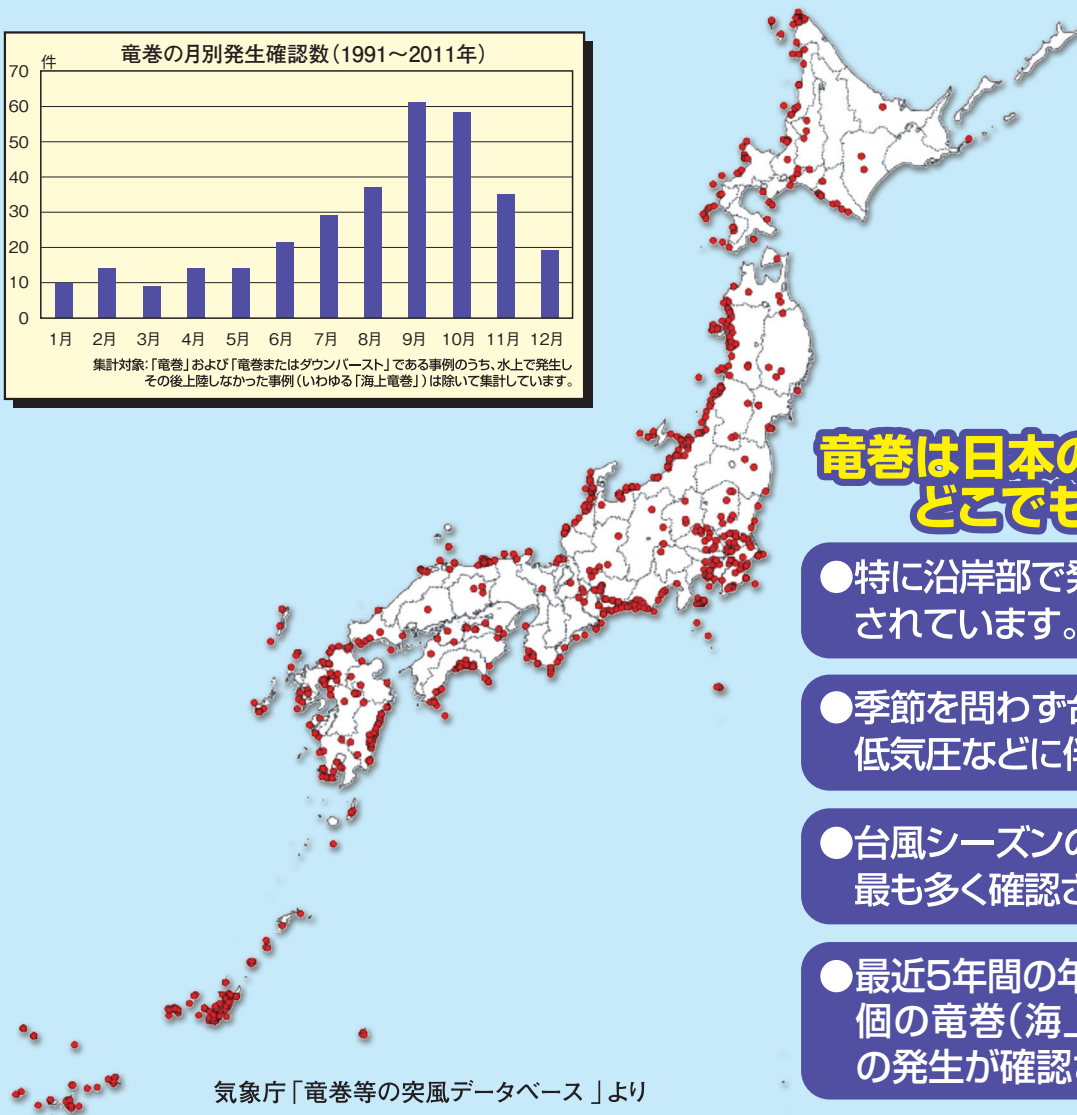 竜巻の月別発生確認数(1991～2011年)
件
70
60
50
40
30
20
10
0
1月 2月 3月 4月 5月 6月 7月 8月 9月 10月 11月 12月
集計対象:「竜巻」および「竜巻またはダウンバースト」である事例のうち、水上で発生し
その後上陸しなかった事例(いわゆる「海上竜巻」)は除いて集計しています。
竜巻は日本の
どこでも
●特に沿岸部で発
されています。
●季節を問わず台
低気圧などに伴
●台風シーズンの
最も多く確認さ
●最近5年間の年
個の竜巻(海上
の発生が確認さ
気象庁「竜巻等の突風データベース」より